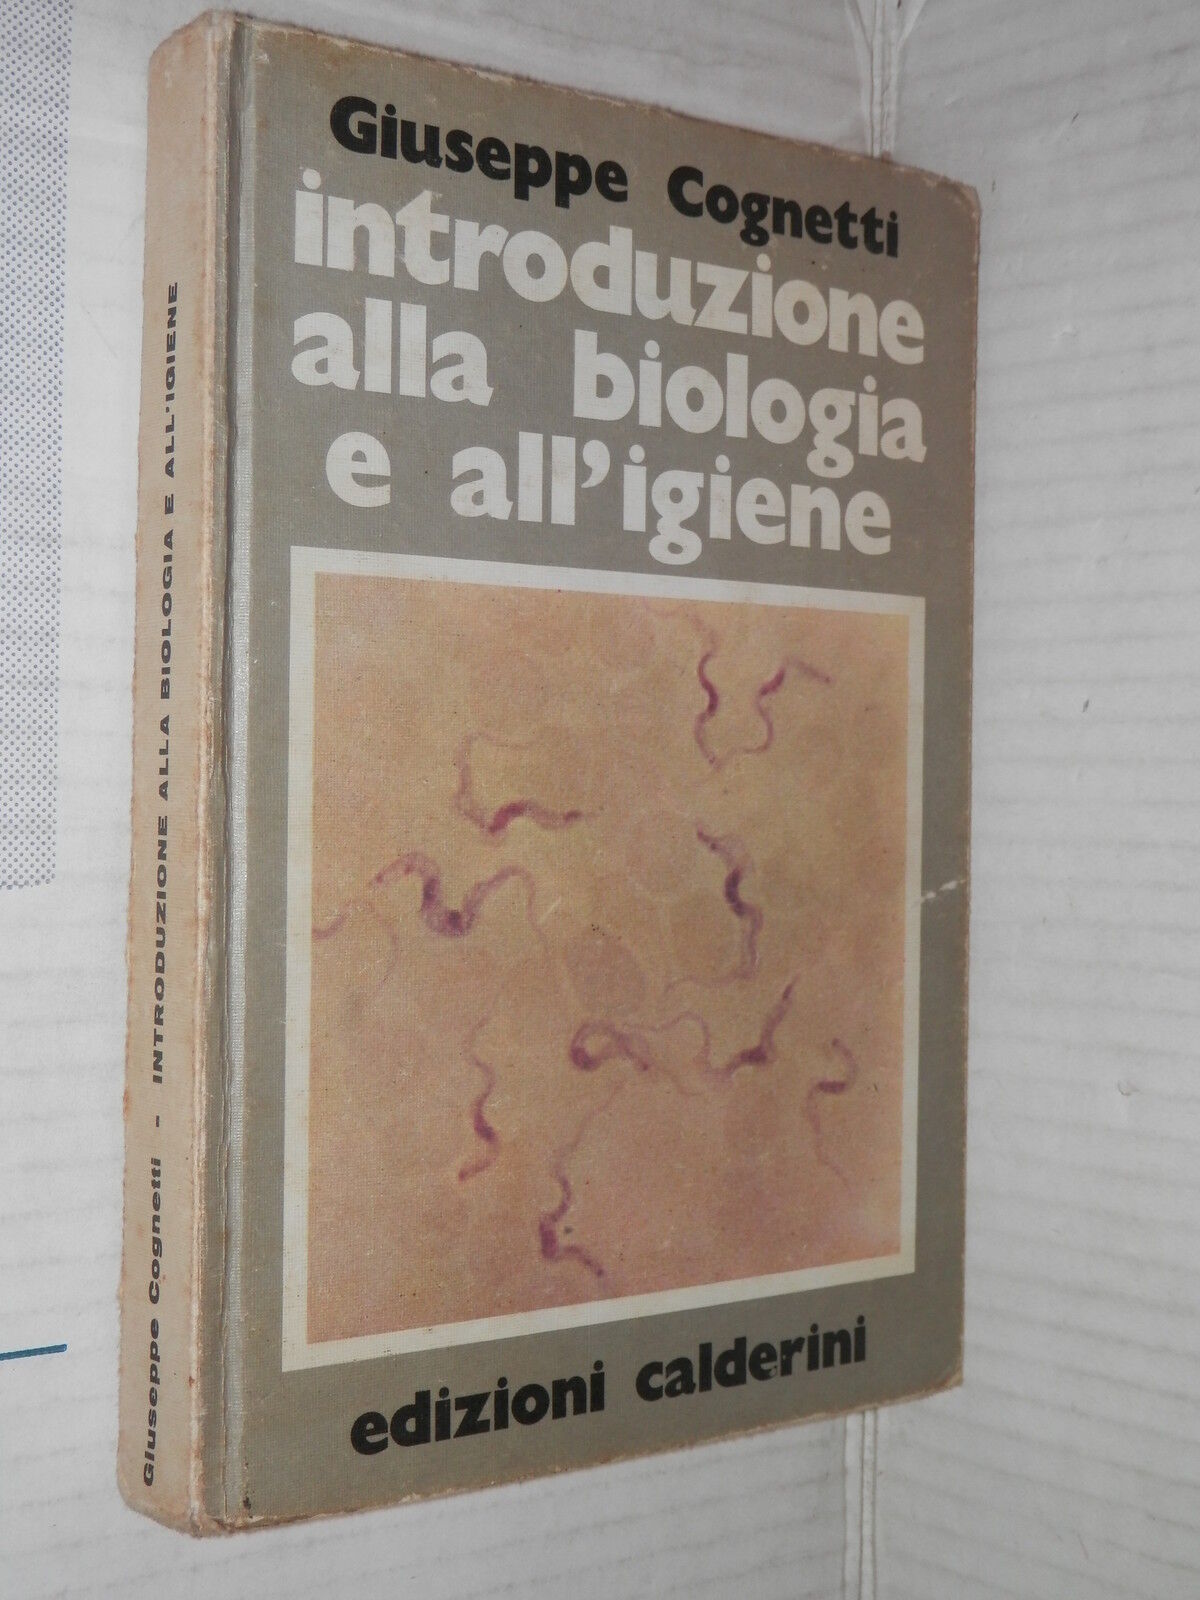 Giuseppe Cognetti
introduzione
alla biologia
e all'igiene
edizioni calderini
Giuseppe Cognetti - INTRODUZIONE ALLA BIOLOGIA E ALL'IGIENE